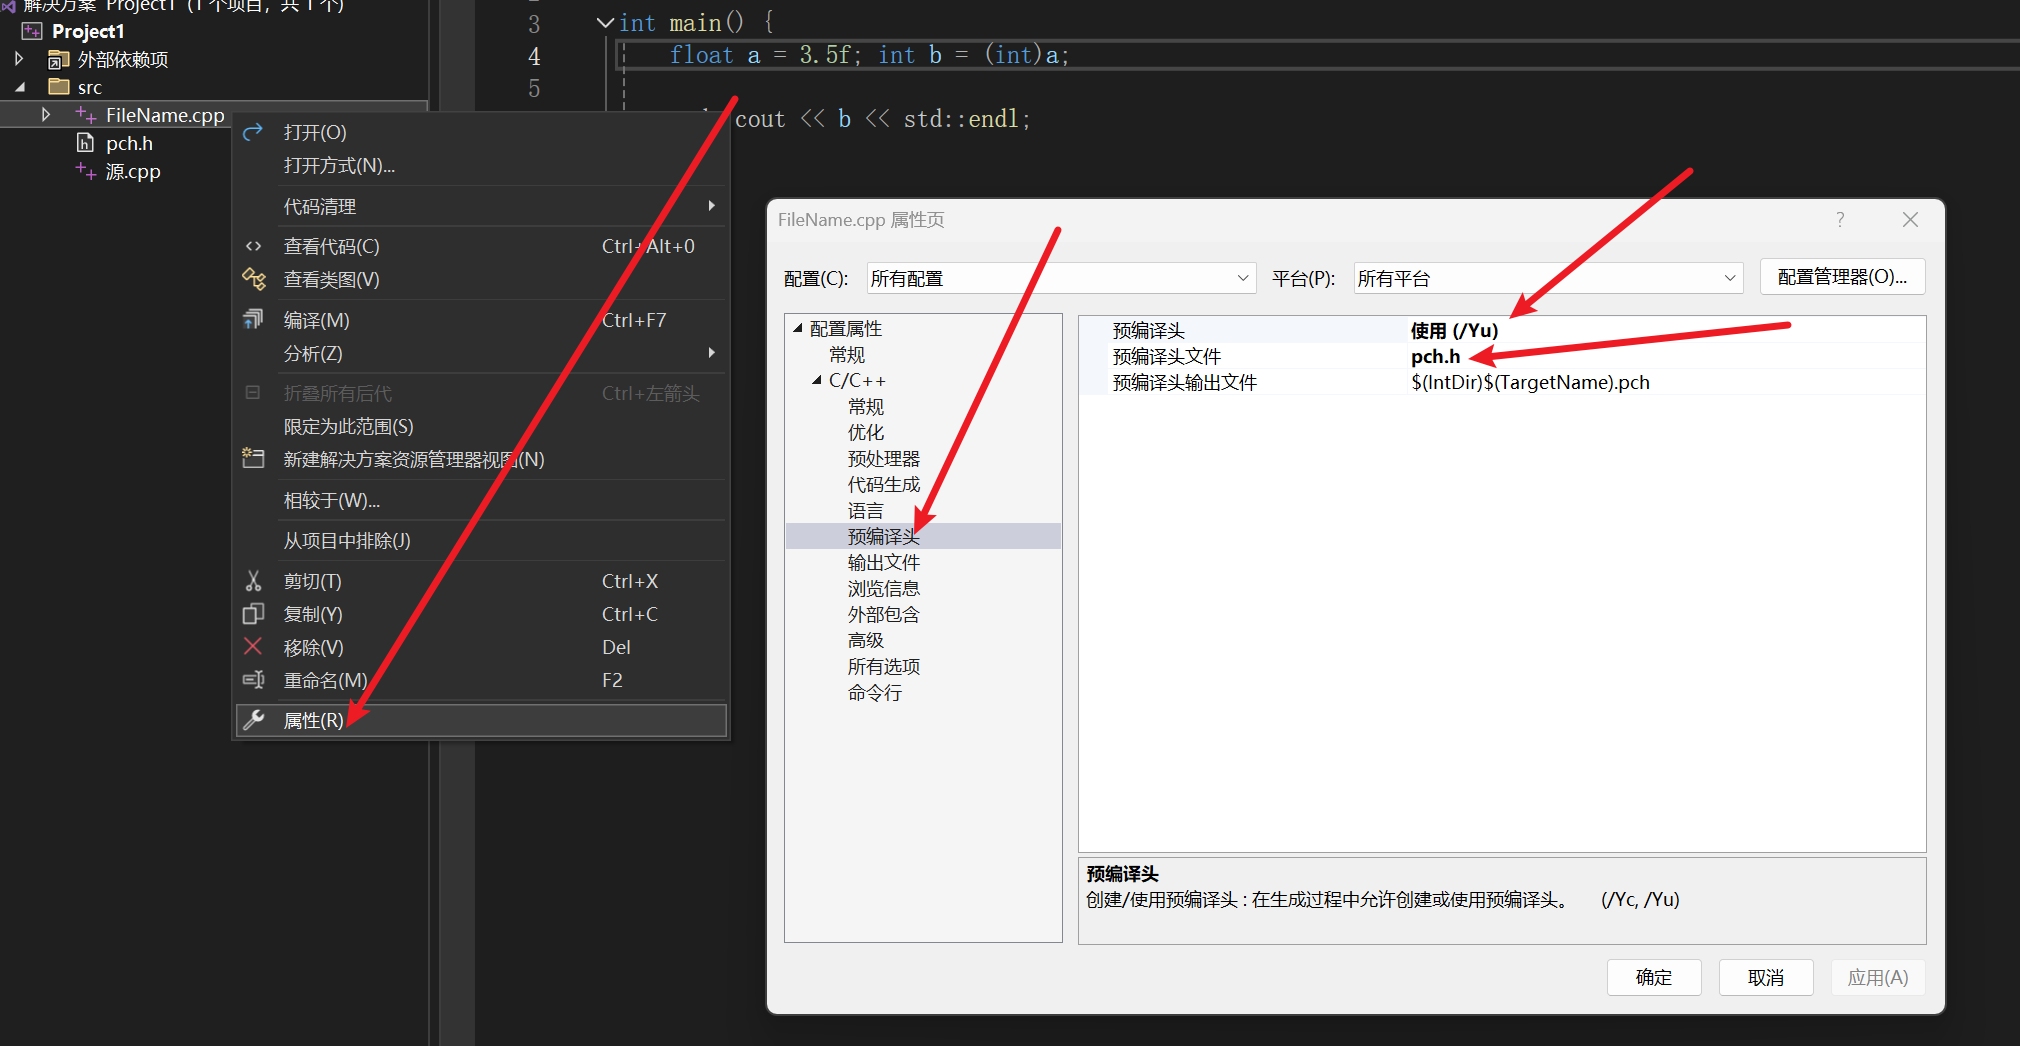 解决方案 "Project1" (1 个项目, 共 1 个)
Project1
外部依赖项
src
FileName.cpp
pch.h
源.cpp
3
int main() {
4
float a = 3.5f; int b = (int)a;
5
cout << b << std::endl;
打开(O)
打开方式(N)...
代码清理
查看代码(C) Ctrl+Alt+0
查看类图(V)
编译(M) Ctrl+F7
分析(Z)
折叠所有后代 Ctrl+左箭头
限定为此范围(S)
新建解决方案资源管理器视图(N)
相较于(W)...
从项目中排除(J)
剪切(T) Ctrl+X
复制(Y) Ctrl+C
移除(V) Del
重命名(M) F2
属性(R)
FileName.cpp 属性页
配置(C): 所有配置 平台(P): 所有平台 配置管理器(O)...
配置属性
常规
C/C++
常规
优化
预处理器
代码生成
语言
预编译头
输出文件
浏览信息
外部包含
高级
所有选项
命令行
预编译头 使用 (/Yu)
预编译头文件 pch.h
预编译头输出文件 $(IntDir)$(TargetName).pch
预编译头
创建/使用预编译头 : 在生成过程中允许创建或使用预编译头。 (/Yc, /Yu)
确定 取消 应用(A)